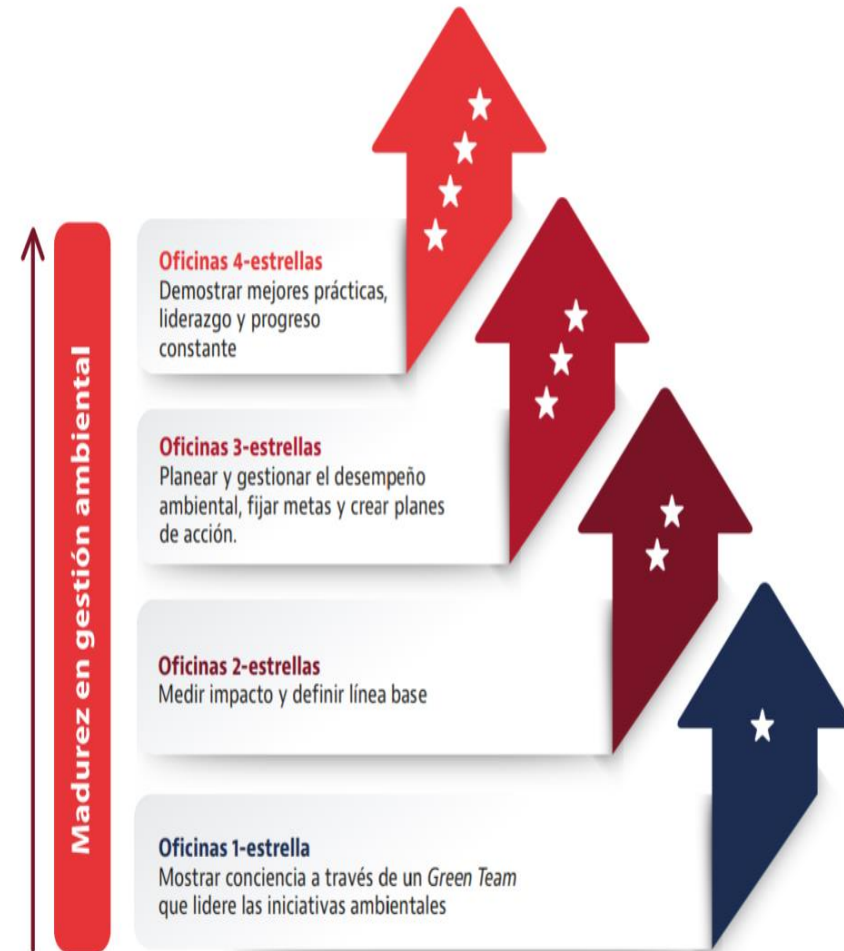 Madurez en gestión ambiental
Oficinas 4-estrellas
Demostrar mejores prácticas,
liderazgo y progreso
constante
Oficinas 3-estrellas
Planear y gestionar el desempeño
ambiental, fijar metas y crear planes
de acción.
Oficinas 2-estrellas
Medir impacto y definir línea base
Oficinas 1-estrella
Mostrar conciencia a través de un Green Team
que lidere las iniciativas ambientales